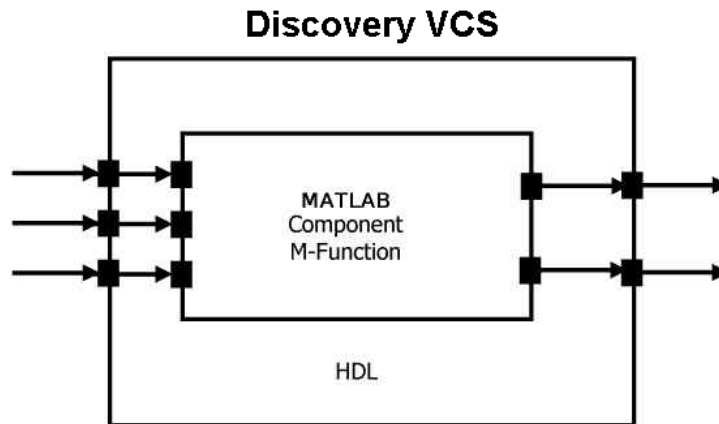 Discovery VCS
MATLAB
Component
M-Function
HDL